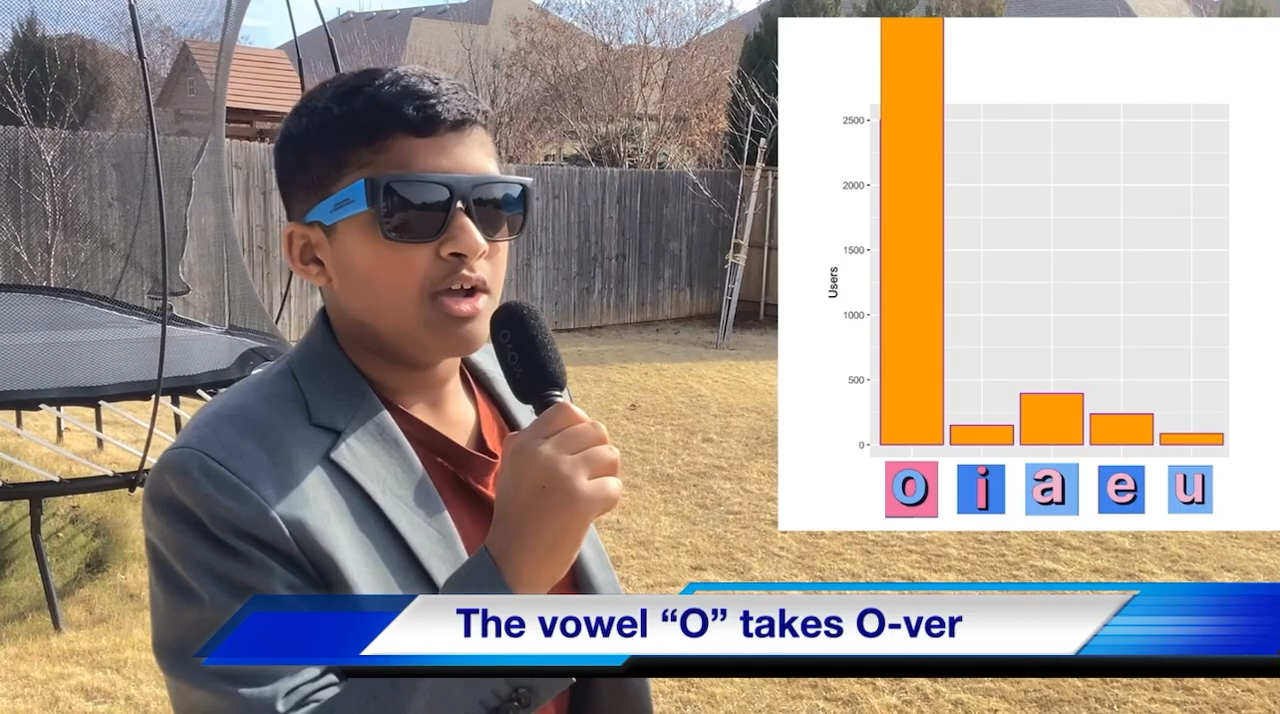 2500
2000
1500
1000
500
0
Users
o i a e u
The vowel “O” takes O-ver